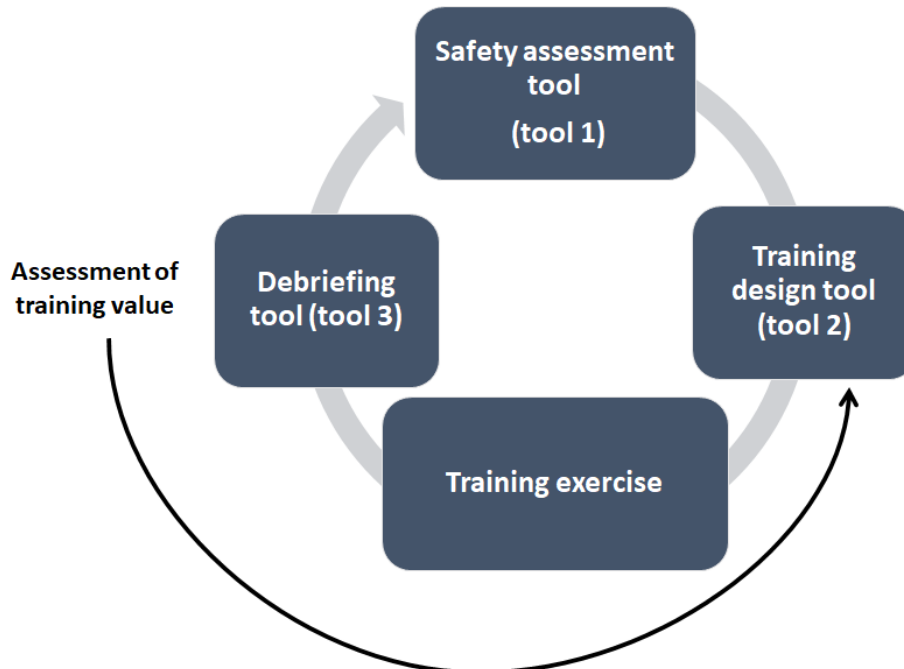 Safety assessment
tool
(tool 1)
Training
design tool
(tool 2)
Assessment of
training value
Debriefing
tool (tool 3)
Training exercise